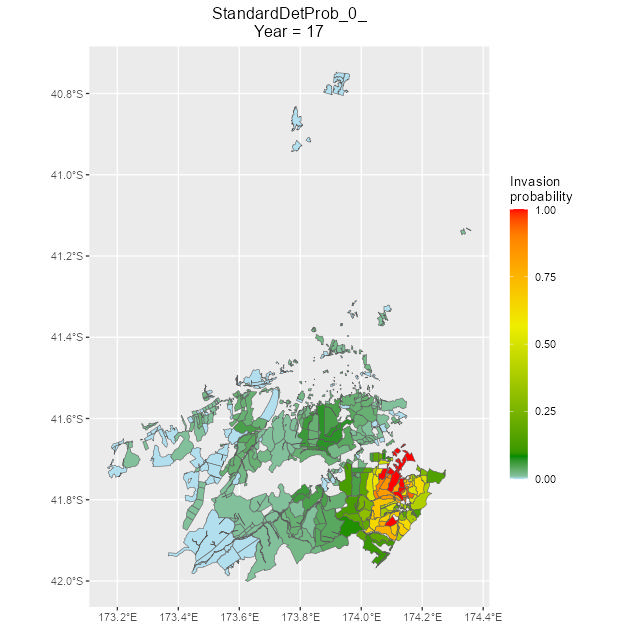 StandardDetProb_0_
Year = 17
40.8°S
41.0°S
41.2°S
41.4°S
41.6°S
41.8°S
42.0°S
173.2°E 173.4°E 173.6°E 173.8°E 174.0°E 174.2°E 174.4°E
Invasion
probability
1.00
0.75
0.50
0.25
0.00